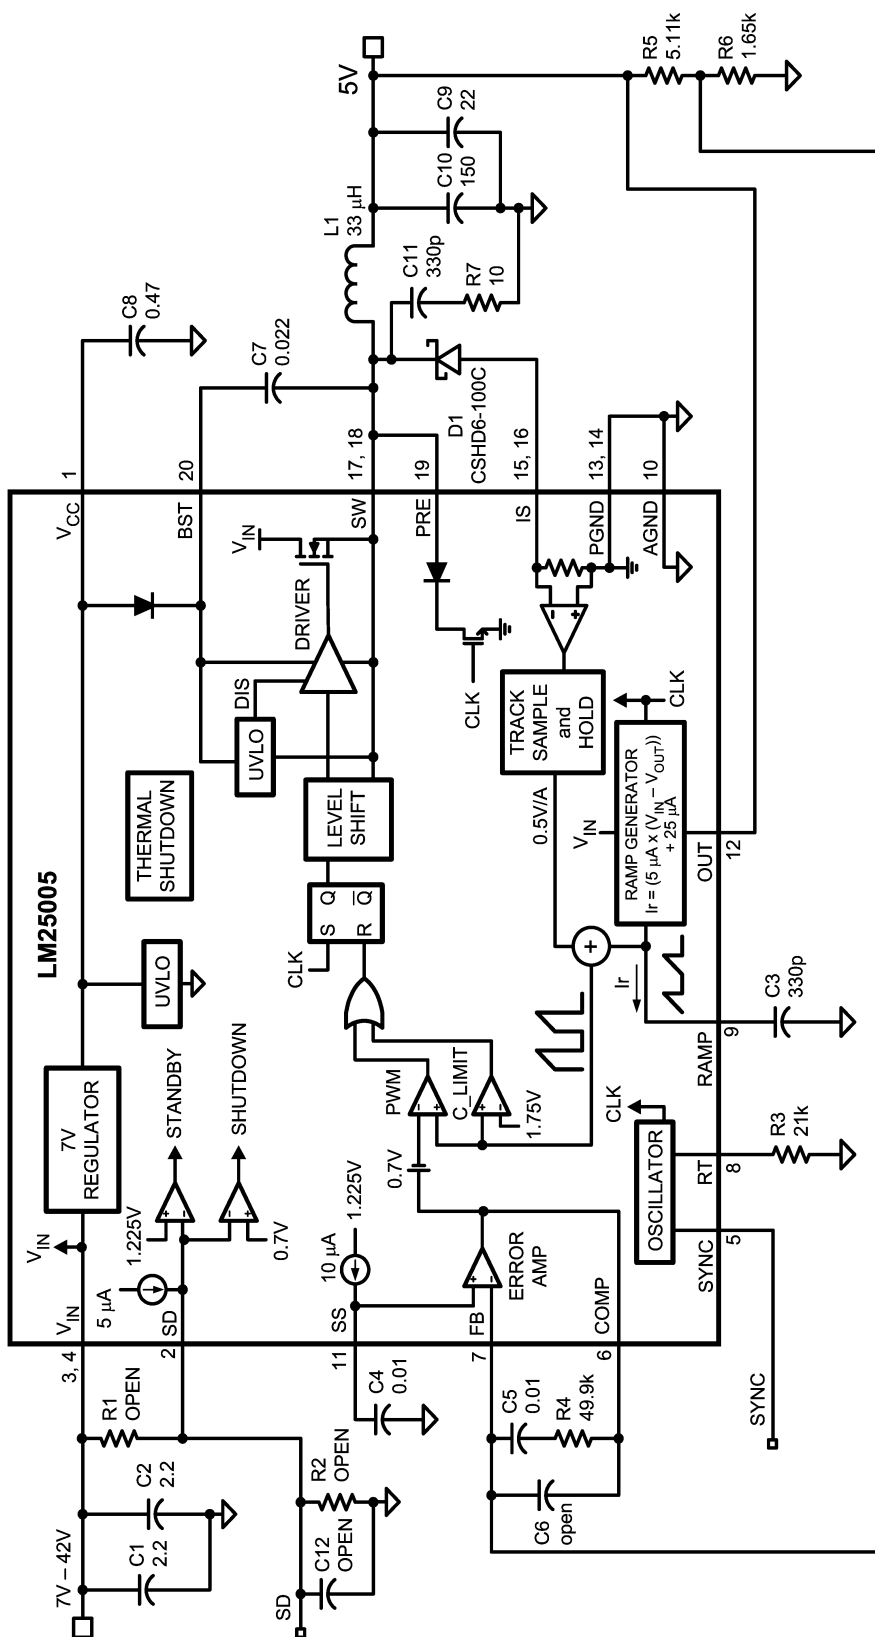 LM25005
7V – 42V
C1
2.2
C2
2.2
R1
OPEN
3, 4
V_IN
V_IN
7V
REGULATOR
UVLO
THERMAL
SHUTDOWN
V_CC
1
C8
0.47
SD
C12
OPEN
R2
OPEN
2
SD
5 µA
1.225V
STANDBY
SHUTDOWN
0.7V
UVLO
DIS
DRIVER
V_IN
BST
20
C7
0.022
LEVEL
SHIFT
CLK
S
Q
R
Q
SW
17, 18
L1
33 µH
5V
PRE
19
CLK
D1
CSHD6-100C
C11
330p
R7
10
C10
150
C9
22
R5
5.11k
R6
1.65k
C4
0.01
11
SS
10 µA
1.225V
0.7V
PWM
C_LIMIT
1.75V
ERROR
AMP
C5
0.01
R4
49.9k
C6
open
7
FB
6
COMP
IS
15, 16
PGND
13, 14
AGND
10
TRACK
SAMPLE
and
HOLD
0.5V/A
+
V_IN
RAMP GENERATOR
Ir = (5 µA x (V_IN – V_OUT))
+ 25 µA
CLK
Ir
OUT
12
RAMP
9
C3
330p
OSCILLATOR
CLK
SYNC
5
RT
8
R3
21k
SYNC